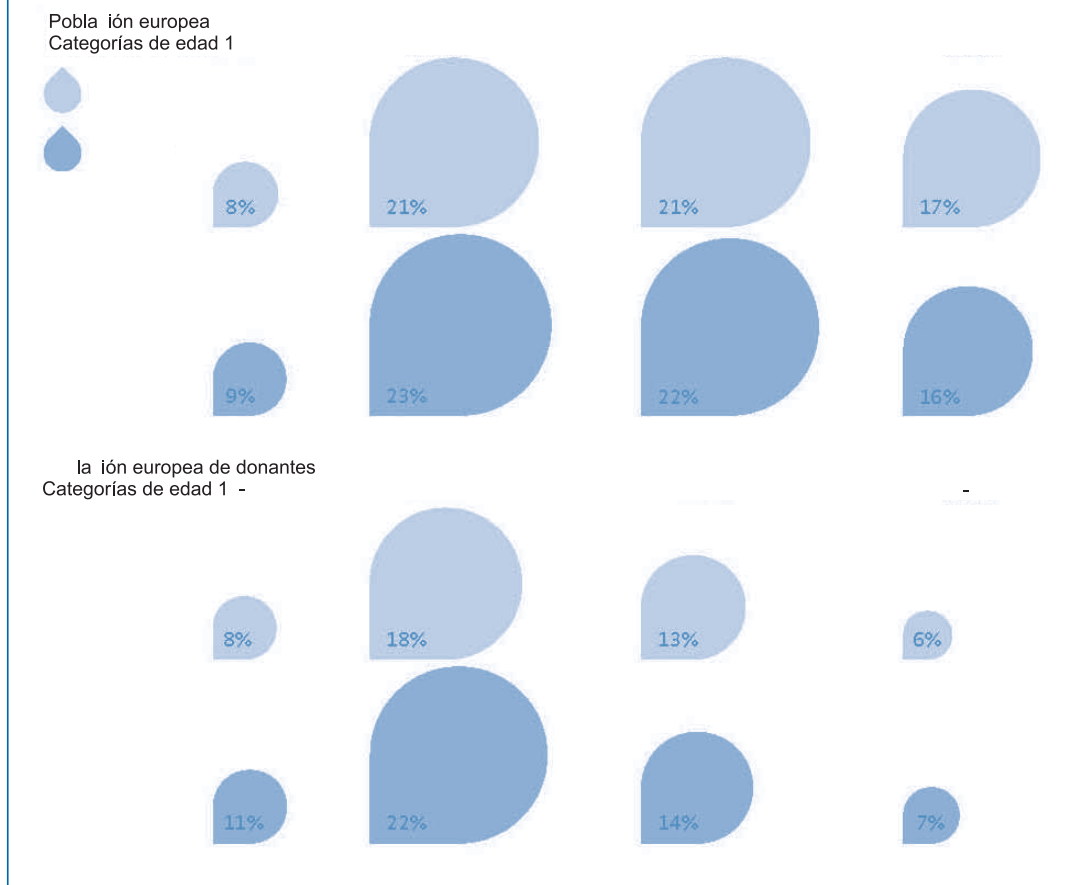 Pobla ión europea
Categorías de edad 1
8% 21% 21% 17%
9% 23% 22% 16%
la ión europea de donantes
Categorías de edad 1 - -
8% 18% 13% 6%
11% 22% 14% 7%